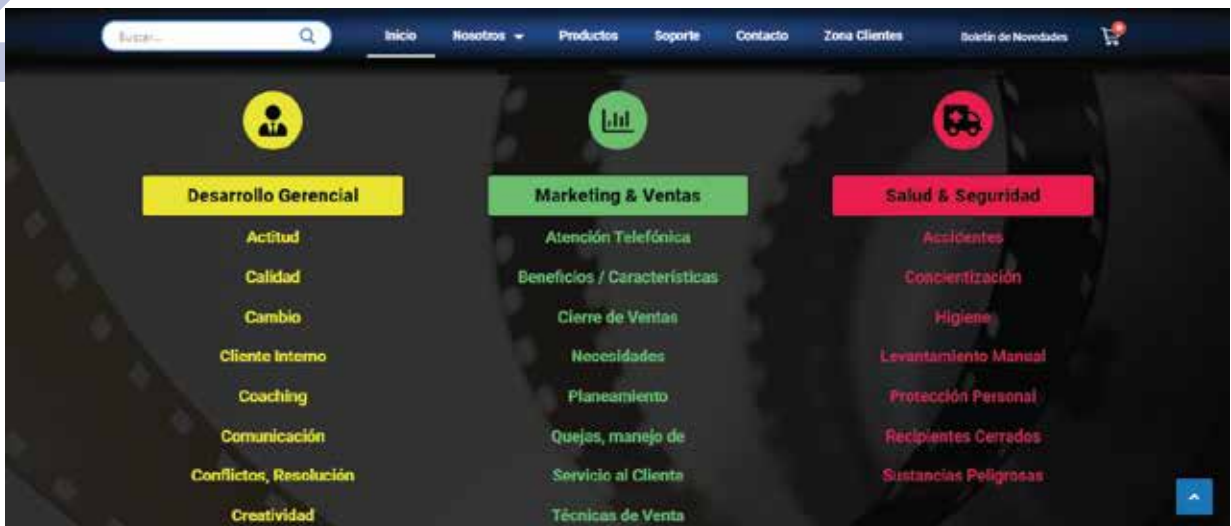 Buscar...
Inicio
Nosotros
Productos
Soporte
Contacto
Zona Clientes
Boletín de Novedades
Desarrollo Gerencial
Actitud
Calidad
Cambio
Cliente Interno
Coaching
Comunicación
Conflictos, Resolución
Creatividad
Marketing & Ventas
Atención Telefónica
Beneficios / Características
Cierre de Ventas
Necesidades
Planeamiento
Quejas, manejo de
Servicio al Cliente
Técnicas de Venta
Salud & Seguridad
Accidentes
Concientización
Higiene
Levantamiento Manual
Protección Personal
Recipientes Cerrados
Sustancias Peligrosas